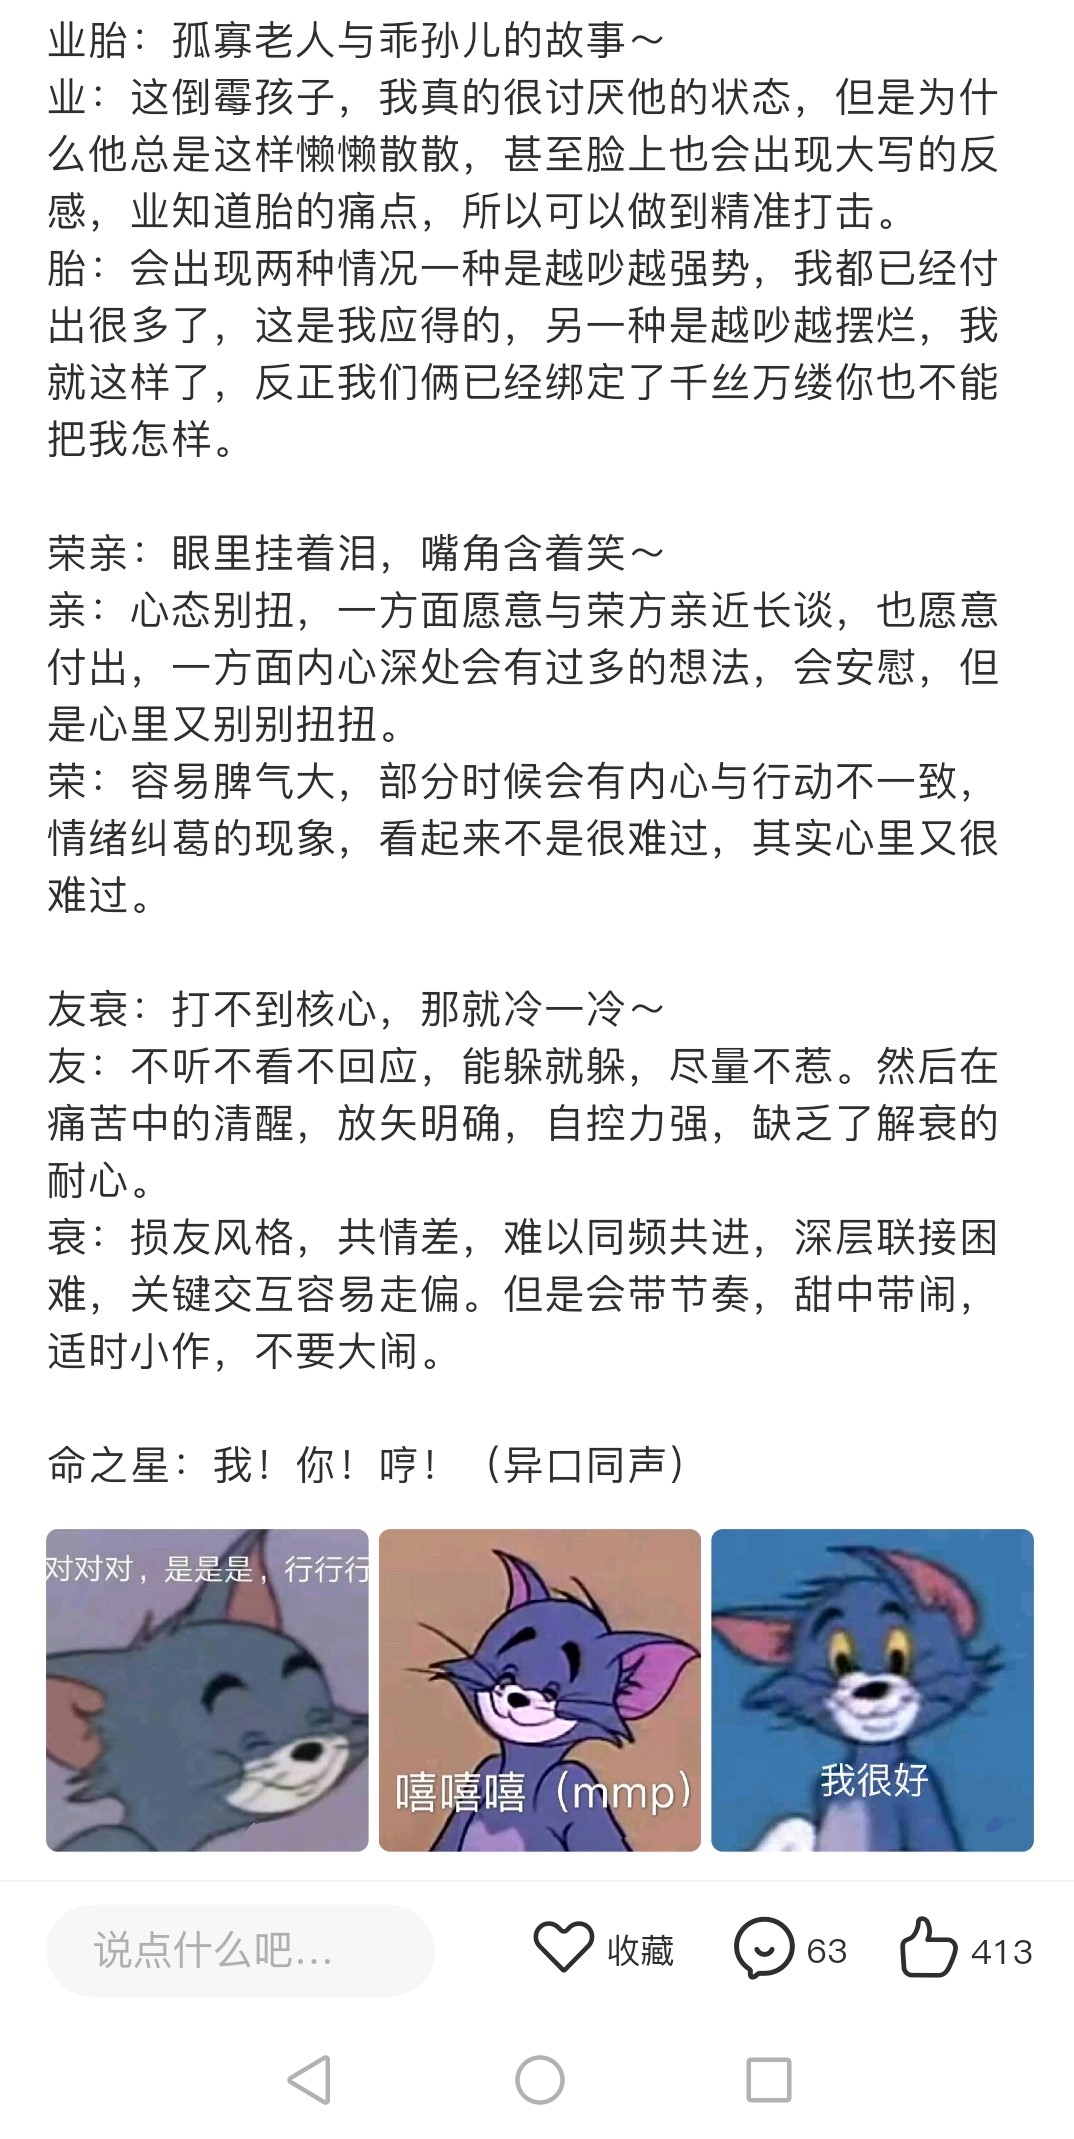 业胎：孤寡老人与乖孙儿的故事～
业：这倒霉孩子，我真的很讨厌他的状态，但是为什
么他总是这样懒懒散散，甚至脸上也会出现大写的反
感，业知道胎的痛点，所以可以做到精准打击。
胎：会出现两种情况一种是越吵越强势，我都已经付
出很多了，这是我应得的，另一种是越吵越摆烂，我
就这样了，反正我们俩已经绑定了千丝万缕你也不能
把我怎样。
荣亲：眼里挂着泪，嘴角含着笑～
亲：心态别扭，一方面愿意与荣方亲近长谈，也愿意
付出，一方面内心深处会有过多的想法，会安慰，但
是心里又别别扭扭。
荣：容易脾气大，部分时候会有内心与行动不一致，
情绪纠葛的现象，看起来不是很难过，其实心里又很
难过。
友衰：打不到核心，那就冷一冷～
友：不听不看不回应，能躲就躲，尽量不惹。然后在
痛苦中的清醒，放矢明确，自控力强，缺乏了解衰的
耐心。
衰：损友风格，共情差，难以同频共进，深层联接困
难，关键交互容易走偏。但是会带节奏，甜中带闹，
适时小作，不要大闹。
命之星：我！你！哼！（异口同声）
对对对，是是是，行行行
嘻嘻嘻（mmp）
我很好
说点什么吧...
收藏
63
413